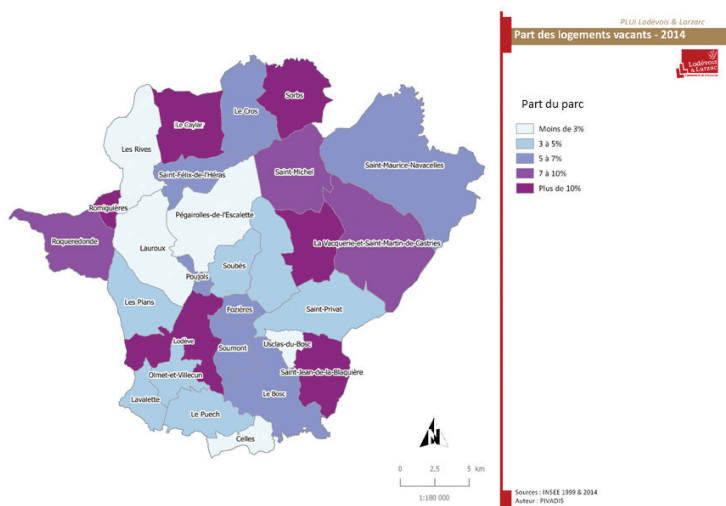 PLUi Lodévois & Larzarc
Part des logements vacants - 2014
Lodévois
& Larzac
Part du parc
Moins de 3%
3 à 5%
5 à 7%
7 à 10%
Plus de 10%
Sorbs
Le Cros
Le Caylar
Les Rives
Saint-Maurice-Navacelles
Saint-Michel
Saint-Félix-de-l'Héras
Romiguières
Pégairolles-de-l'Escalette
Roqueredonde
Lauroux
La Vacquerie-et-Saint-Martin-de-Castries
Soubès
Poujols
Les Plans
Saint-Privat
Fozières
Lodève
Usclas-du-Bosc
Soumont
Saint-Jean-de-la-Blaquière
Olmet-et-Villecun
Le Bosc
Lavalette
Le Puech
Celles
N
0 2.5 5 km
1:180 000
Sources : INSEE 1999 & 2014
Auteur : PIVADIS